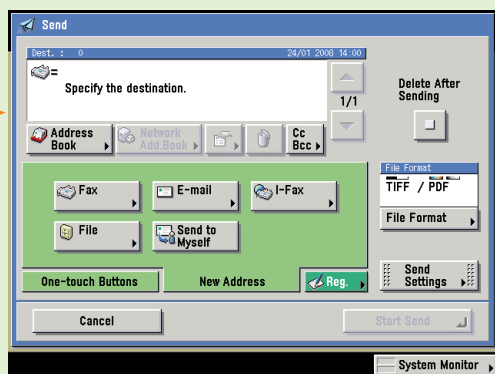 Send
Dest. : 0 24/01 2008 14:00
Specify the destination.
1/1
Delete After
Sending
Address
Book
Network
Add.Book
Cc
Bcc
File Format
TIFF / PDF
Fax
E-mail
I-Fax
File Format
File
Send to
Myself
One-touch Buttons
New Address
Reg.
Send
Settings
Cancel
Start Send
System Monitor